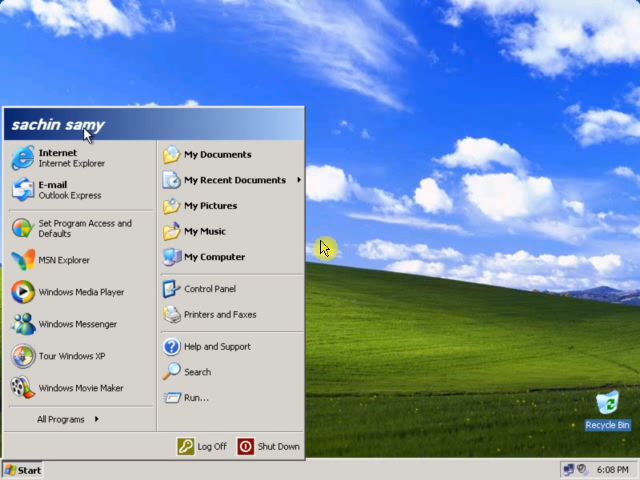 sachin samy
Internet
Internet Explorer
E-mail
Outlook Express
Set Program Access and
Defaults
MSN Explorer
Windows Media Player
Windows Messenger
Tour Windows XP
Windows Movie Maker
All Programs
My Documents
My Recent Documents
My Pictures
My Music
My Computer
Control Panel
Printers and Faxes
Help and Support
Search
Run...
Log Off
Shut Down
Recycle Bin
Start
6:08 PM